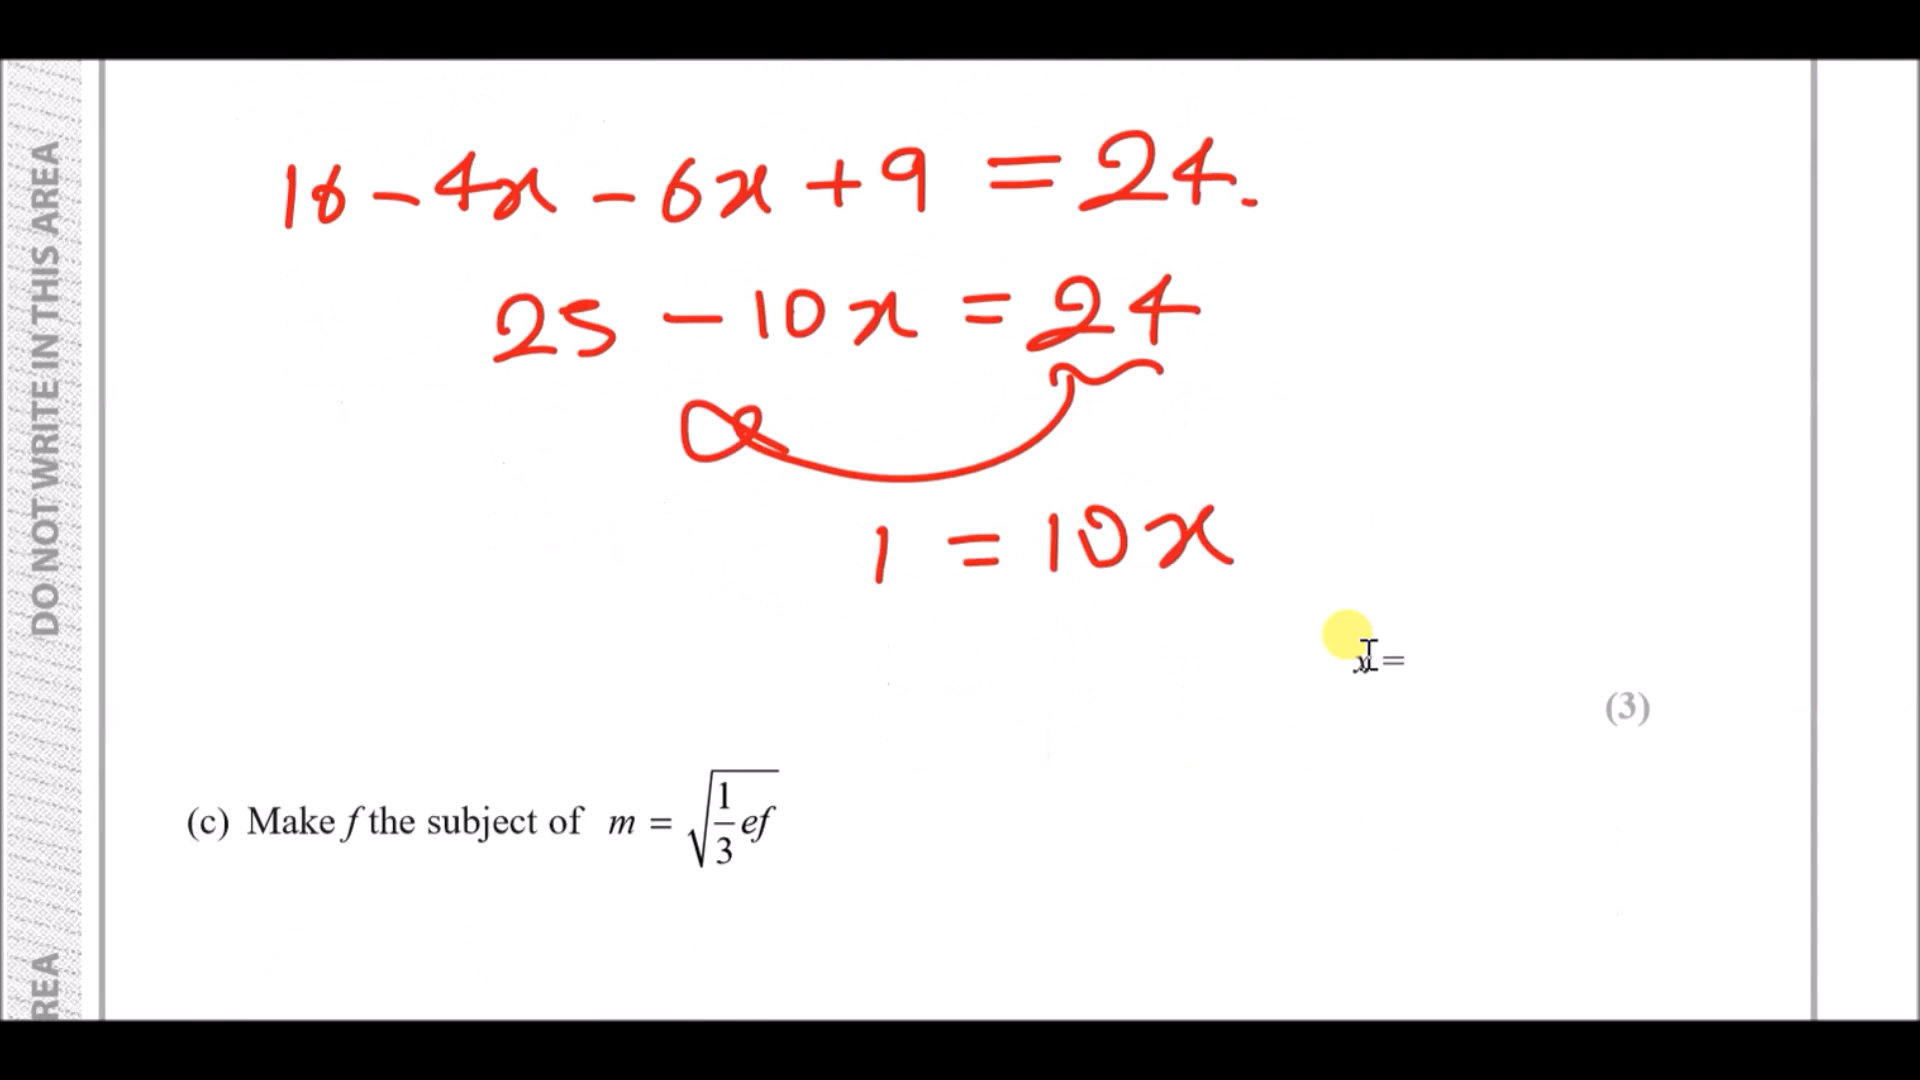 DO NOT WRITE IN THIS AREA
REA
16 - 4x - 6x + 9 = 24.
25 - 10x = 24
1 = 10x
x =
(3)
(c) Make f the subject of m = √(1/3 ef)